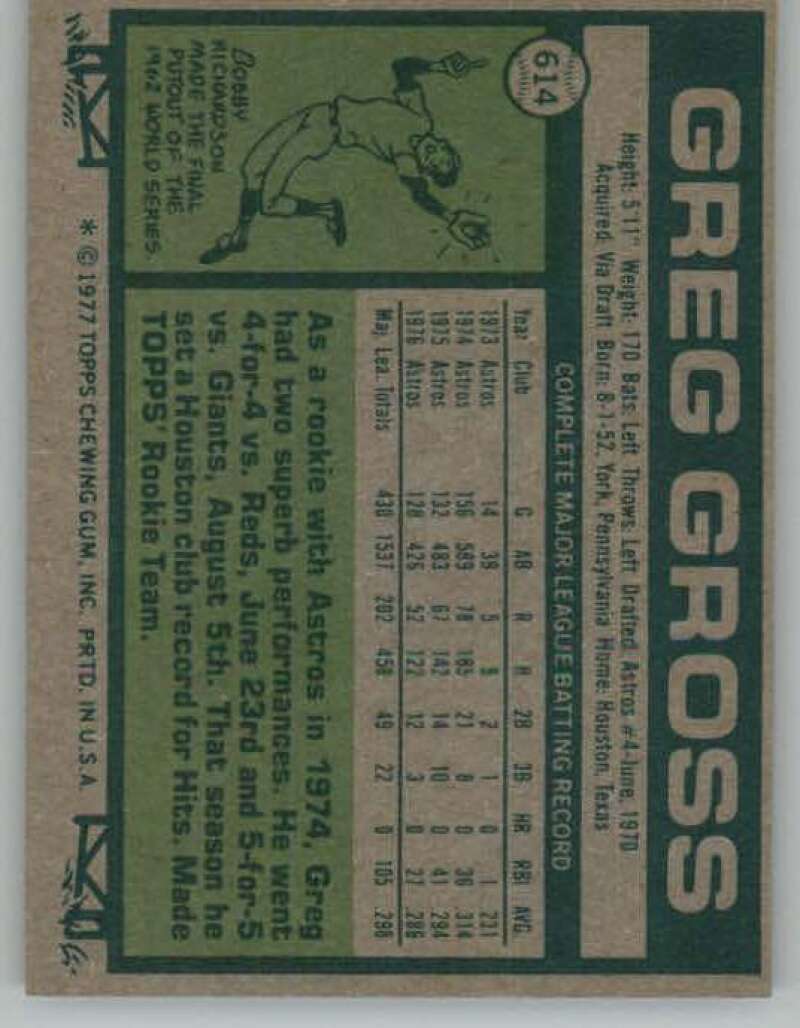 614
GREG GROSS
Height: 5'11" Weight: 170 Bats: Left Throws: Left Drafted: Astros #4-June, 1970
Acquired: Via Draft Born: 8-1-52, York, Pennsylvania Home: Houston, Texas
COMPLETE MAJOR LEAGUE BATTING RECORD
Year Club G AB R H 2B 3B HR RBI AVG.
1973 Astros 14 39 5 9 2 1 0 1 .231
1974 Astros 156 589 78 185 21 8 0 36 .314
1975 Astros 132 483 67 142 14 10 0 41 .294
1976 Astros 128 426 52 122 12 3 0 27 .286
Maj. Lea. Totals 430 1537 202 458 49 22 0 105 .298
BOBBY
RICHARDSON
MADE THE FINAL
PUTOUT OF THE
1962 WORLD SERIES.
As a rookie with Astros in 1974, Greg
had two superb performances. He went
4-for-4 vs. Reds, June 23rd and 5-for-5
vs. Giants, August 5th. That season he
set a Houston club record for Hits. Made
TOPPS' Rookie Team.
* © 1977 TOPPS CHEWING GUM, INC. PRTD. IN U.S.A.